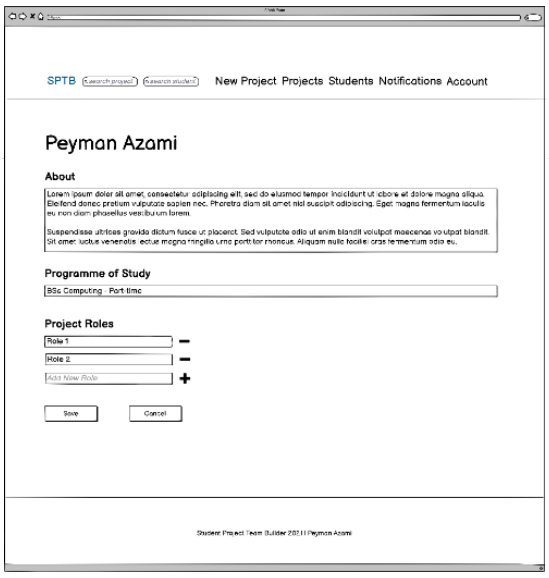 SPTB search project search student New Project Projects Students Notifications Account
Peyman Azami
About
Lorem ipsum dolor sit amet, consectetur adipiscing elit, sed do eiusmod tempor incididunt ut labore et dolore magna aliqua.
Eleifend donec pretium vulputate sapien nec. Pharetra diam sit amet nisl suscipit adipiscing. Eget magna fermentum iaculis
eu non diam phasellus vestibulum lorem.
Suspendisse ultrices gravida dictum fusce ut placerat. Sed vulputate odio ut enim blandit volutpat maecenas volutpat blandit.
Sit amet luctus venenatis lectus magna fringilla urna porttitor rhoncus. Aliquam nulla facilisi cras fermentum odio eu.
Programme of Study
BSc Computing - Part-time
Project Roles
Role 1
Role 2
Add New Role
Save Cancel
Student Project Team Builder 2021 | Peyman Azami